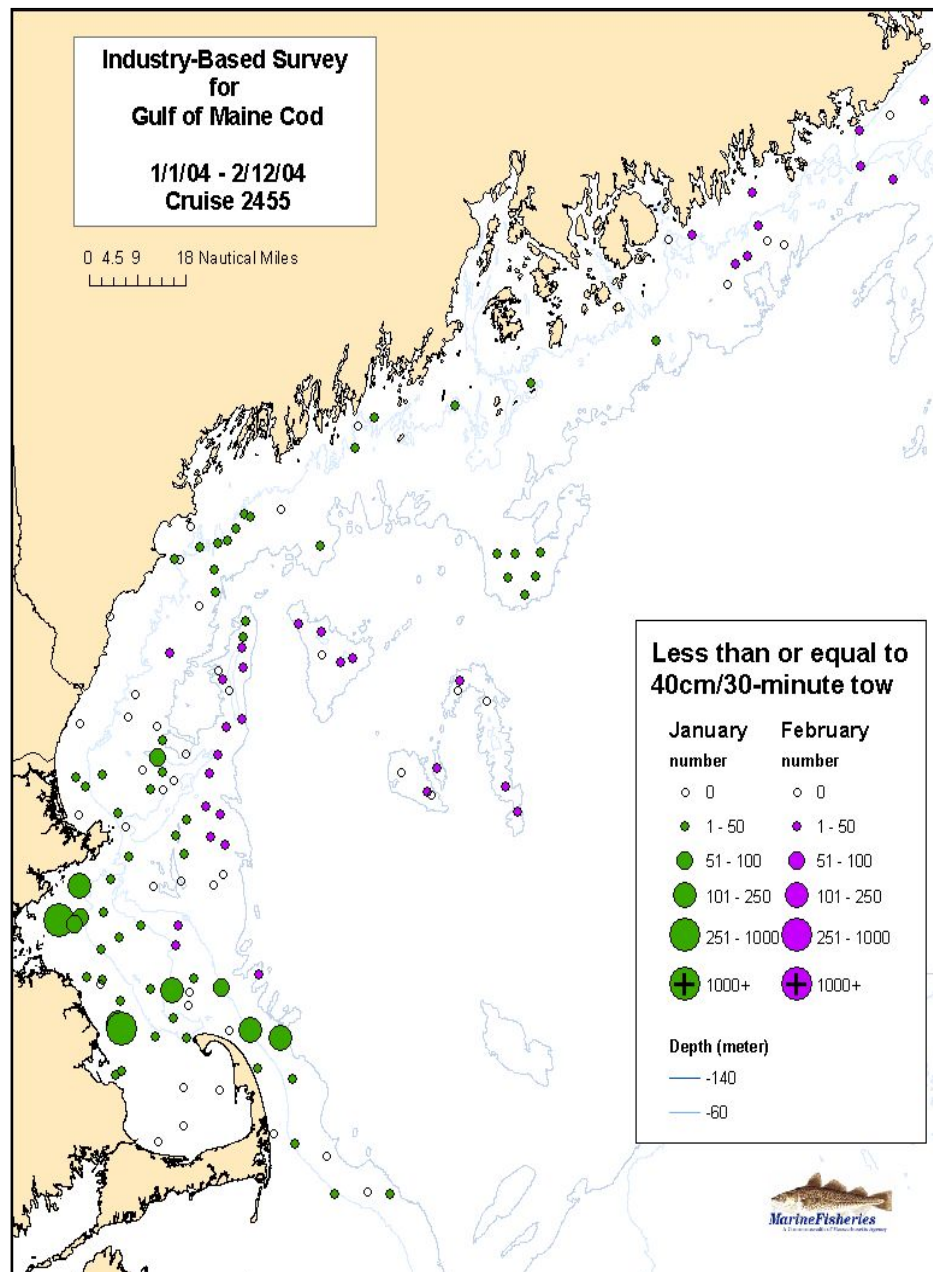 Industry-Based Survey
for
Gulf of Maine Cod
1/1/04 - 2/12/04
Cruise 2455
0 4.5 9 18 Nautical Miles
Less than or equal to
40cm/30-minute tow
January February
number number
0 0
1 - 50 1 - 50
51 - 100 51 - 100
101 - 250 101 - 250
251 - 1000 251 - 1000
1000+ 1000+
Depth (meter)
-140
-60
MarineFisheries